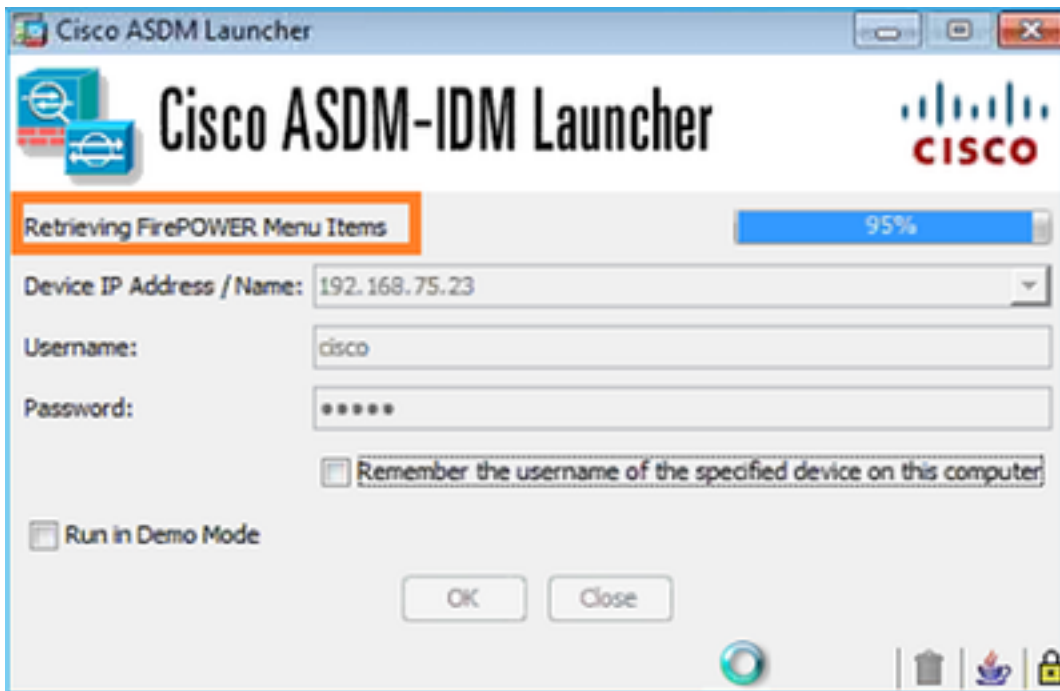 Cisco ASDM Launcher
Cisco ASDM-IDM Launcher
CISCO
Retrieving FirePOWER Menu Items
95%
Device IP Address / Name: 192.168.75.23
Username: cisco
Password: •••••
Remember the username of the specified device on this computer
Run in Demo Mode
OK Close